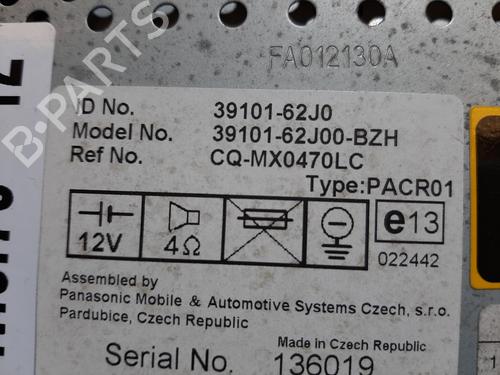 FA012130A
ID No. 39101-62J0
Model No. 39101-62J00-BZH
Ref No. CQ-MX0470LC
Type:PACR01
12V 4Ω e13
022442
Assembled by
Panasonic Mobile & Automotive Systems Czech, s.r.o.
Pardubice, Czech Republic
Made in Czech Republic
Serial No. 136019
B-PARTS